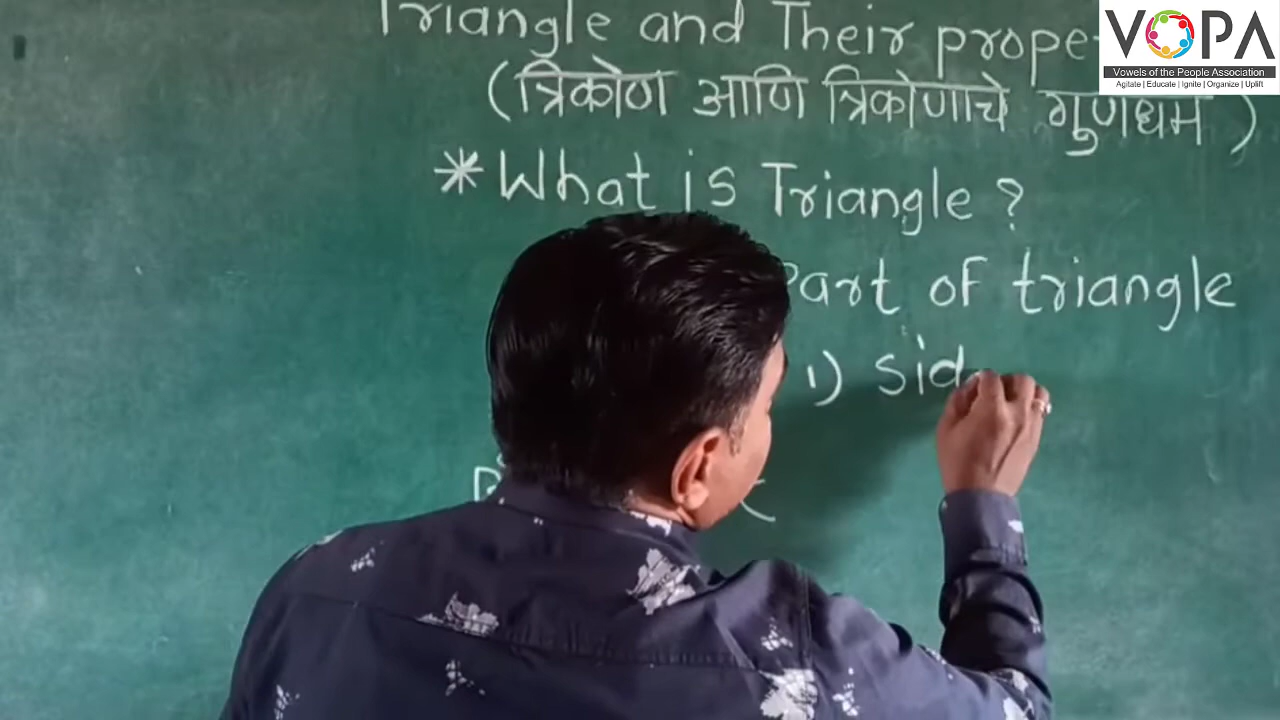 Triangle and Their prope
(त्रिकोण आणि त्रिकोणाचे गुणधर्म)
* What is Triangle ?
Part of triangle
1) Sid
B
C
VOPA
Vowels of the People Association
Agitate | Educate | Ignite | Organize | Uplift